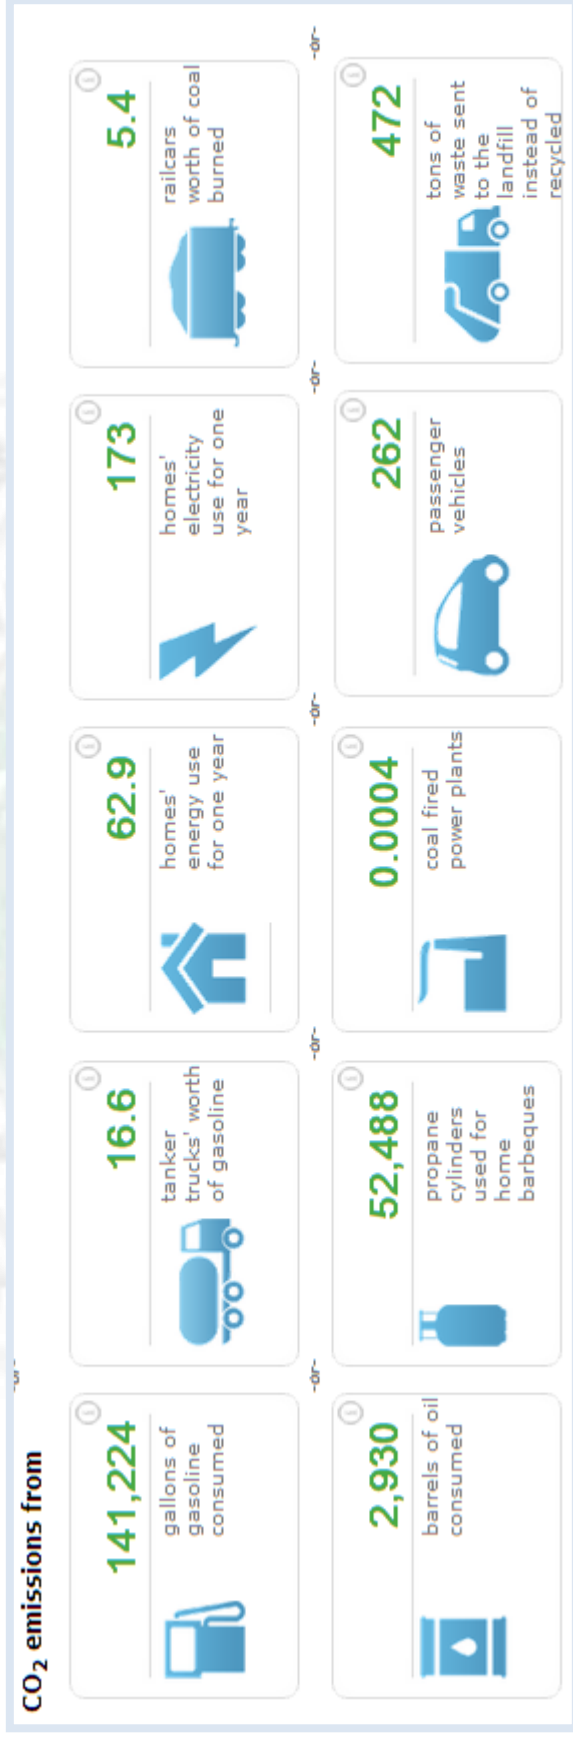 CO2 emissions from
-or-
141,224
gallons of
gasoline
consumed
16.6
tanker
trucks' worth
of gasoline
62.9
homes'
energy use
for one year
173
homes'
electricity
use for one
year
5.4
railcars
worth of coal
burned
-or-
-or-
-or-
-or-
-or-
2,930
barrels of oil
consumed
52,488
propane
cylinders
used for
home
barbeques
0.0004
coal fired
power plants
262
passenger
vehicles
472
tons of
waste sent
to the
landfill
instead of
recycled